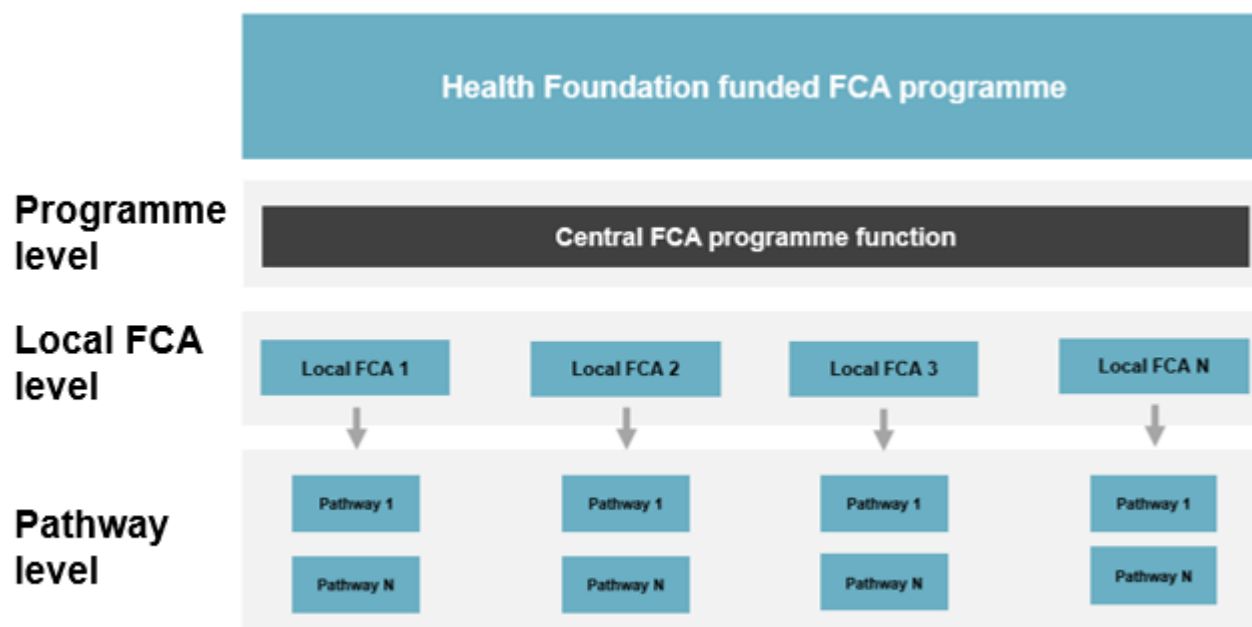 Health Foundation funded FCA programme
Programme
level
Central FCA programme function
Local FCA
level
Local FCA 1
Local FCA 2
Local FCA 3
Local FCA N
Pathway
level
Pathway 1
Pathway 1
Pathway 1
Pathway 1
Pathway N
Pathway N
Pathway N
Pathway N